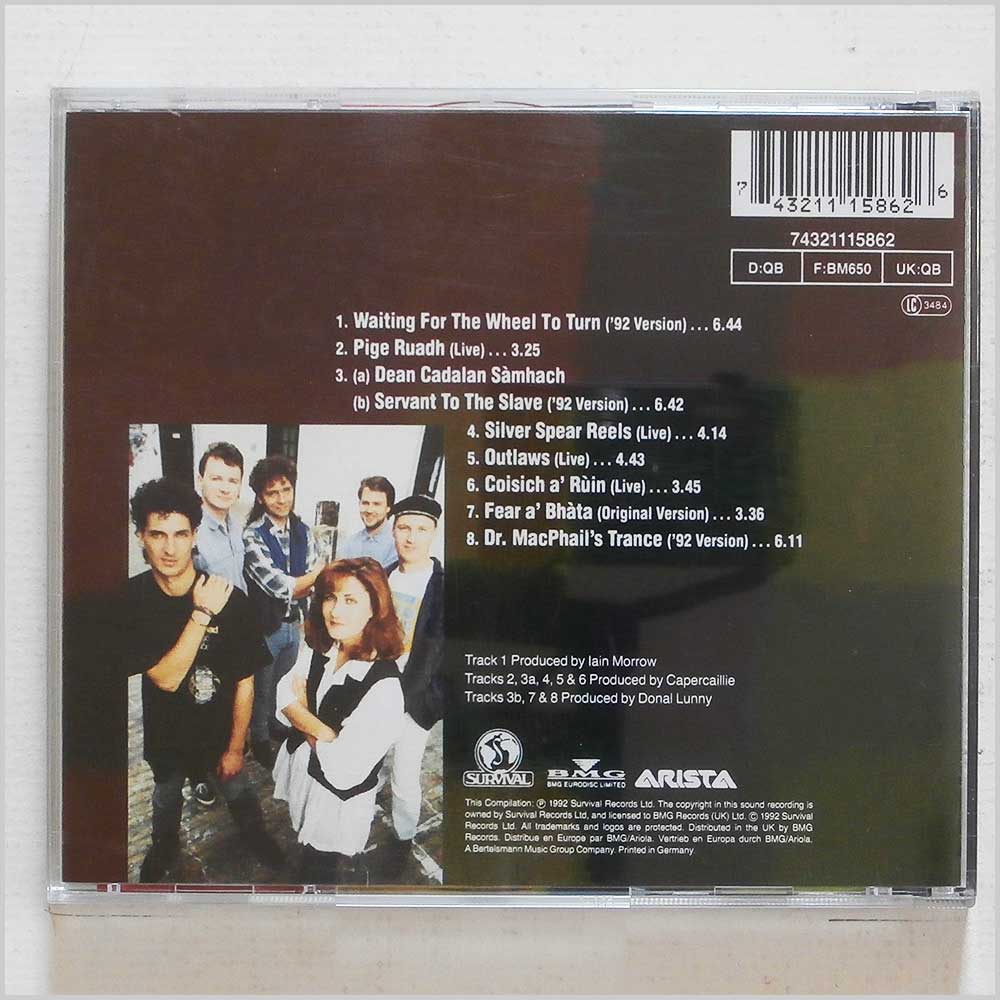 7 43211 15862 6
74321115862
D:QB F:BM650 UK:QB
LC 3484
1. Waiting For The Wheel To Turn ('92 Version) ... 6.44
2. Pige Ruadh (Live) ... 3.25
3. (a) Dean Cadalan Sàmhach
(b) Servant To The Slave ('92 Version) ... 6.42
4. Silver Spear Reels (Live) ... 4.14
5. Outlaws (Live) ... 4.43
6. Coisich a' Rùin (Live) ... 3.45
7. Fear a' Bhàta (Original Version) ... 3.36
8. Dr. MacPhail's Trance ('92 Version) ... 6.11
Track 1 Produced by Iain Morrow
Tracks 2, 3a, 4, 5 & 6 Produced by Capercaillie
Tracks 3b, 7 & 8 Produced by Donal Lunny
SURVIVAL BMG ARISTA
BMG EURODISC LIMITED
This Compilation: ℗ 1992 Survival Records Ltd. The copyright in this sound recording is
owned by Survival Records Ltd, and licensed to BMG Records (UK) Ltd. © 1992 Survival
Records Ltd. All trademarks and logos are protected. Distributed in the UK by BMG
Records. Distribue en Europe par BMG/Ariola. Vertrieb en Europa durch BMG/Ariola.
A Bertelsmann Music Group Company. Printed in Germany.